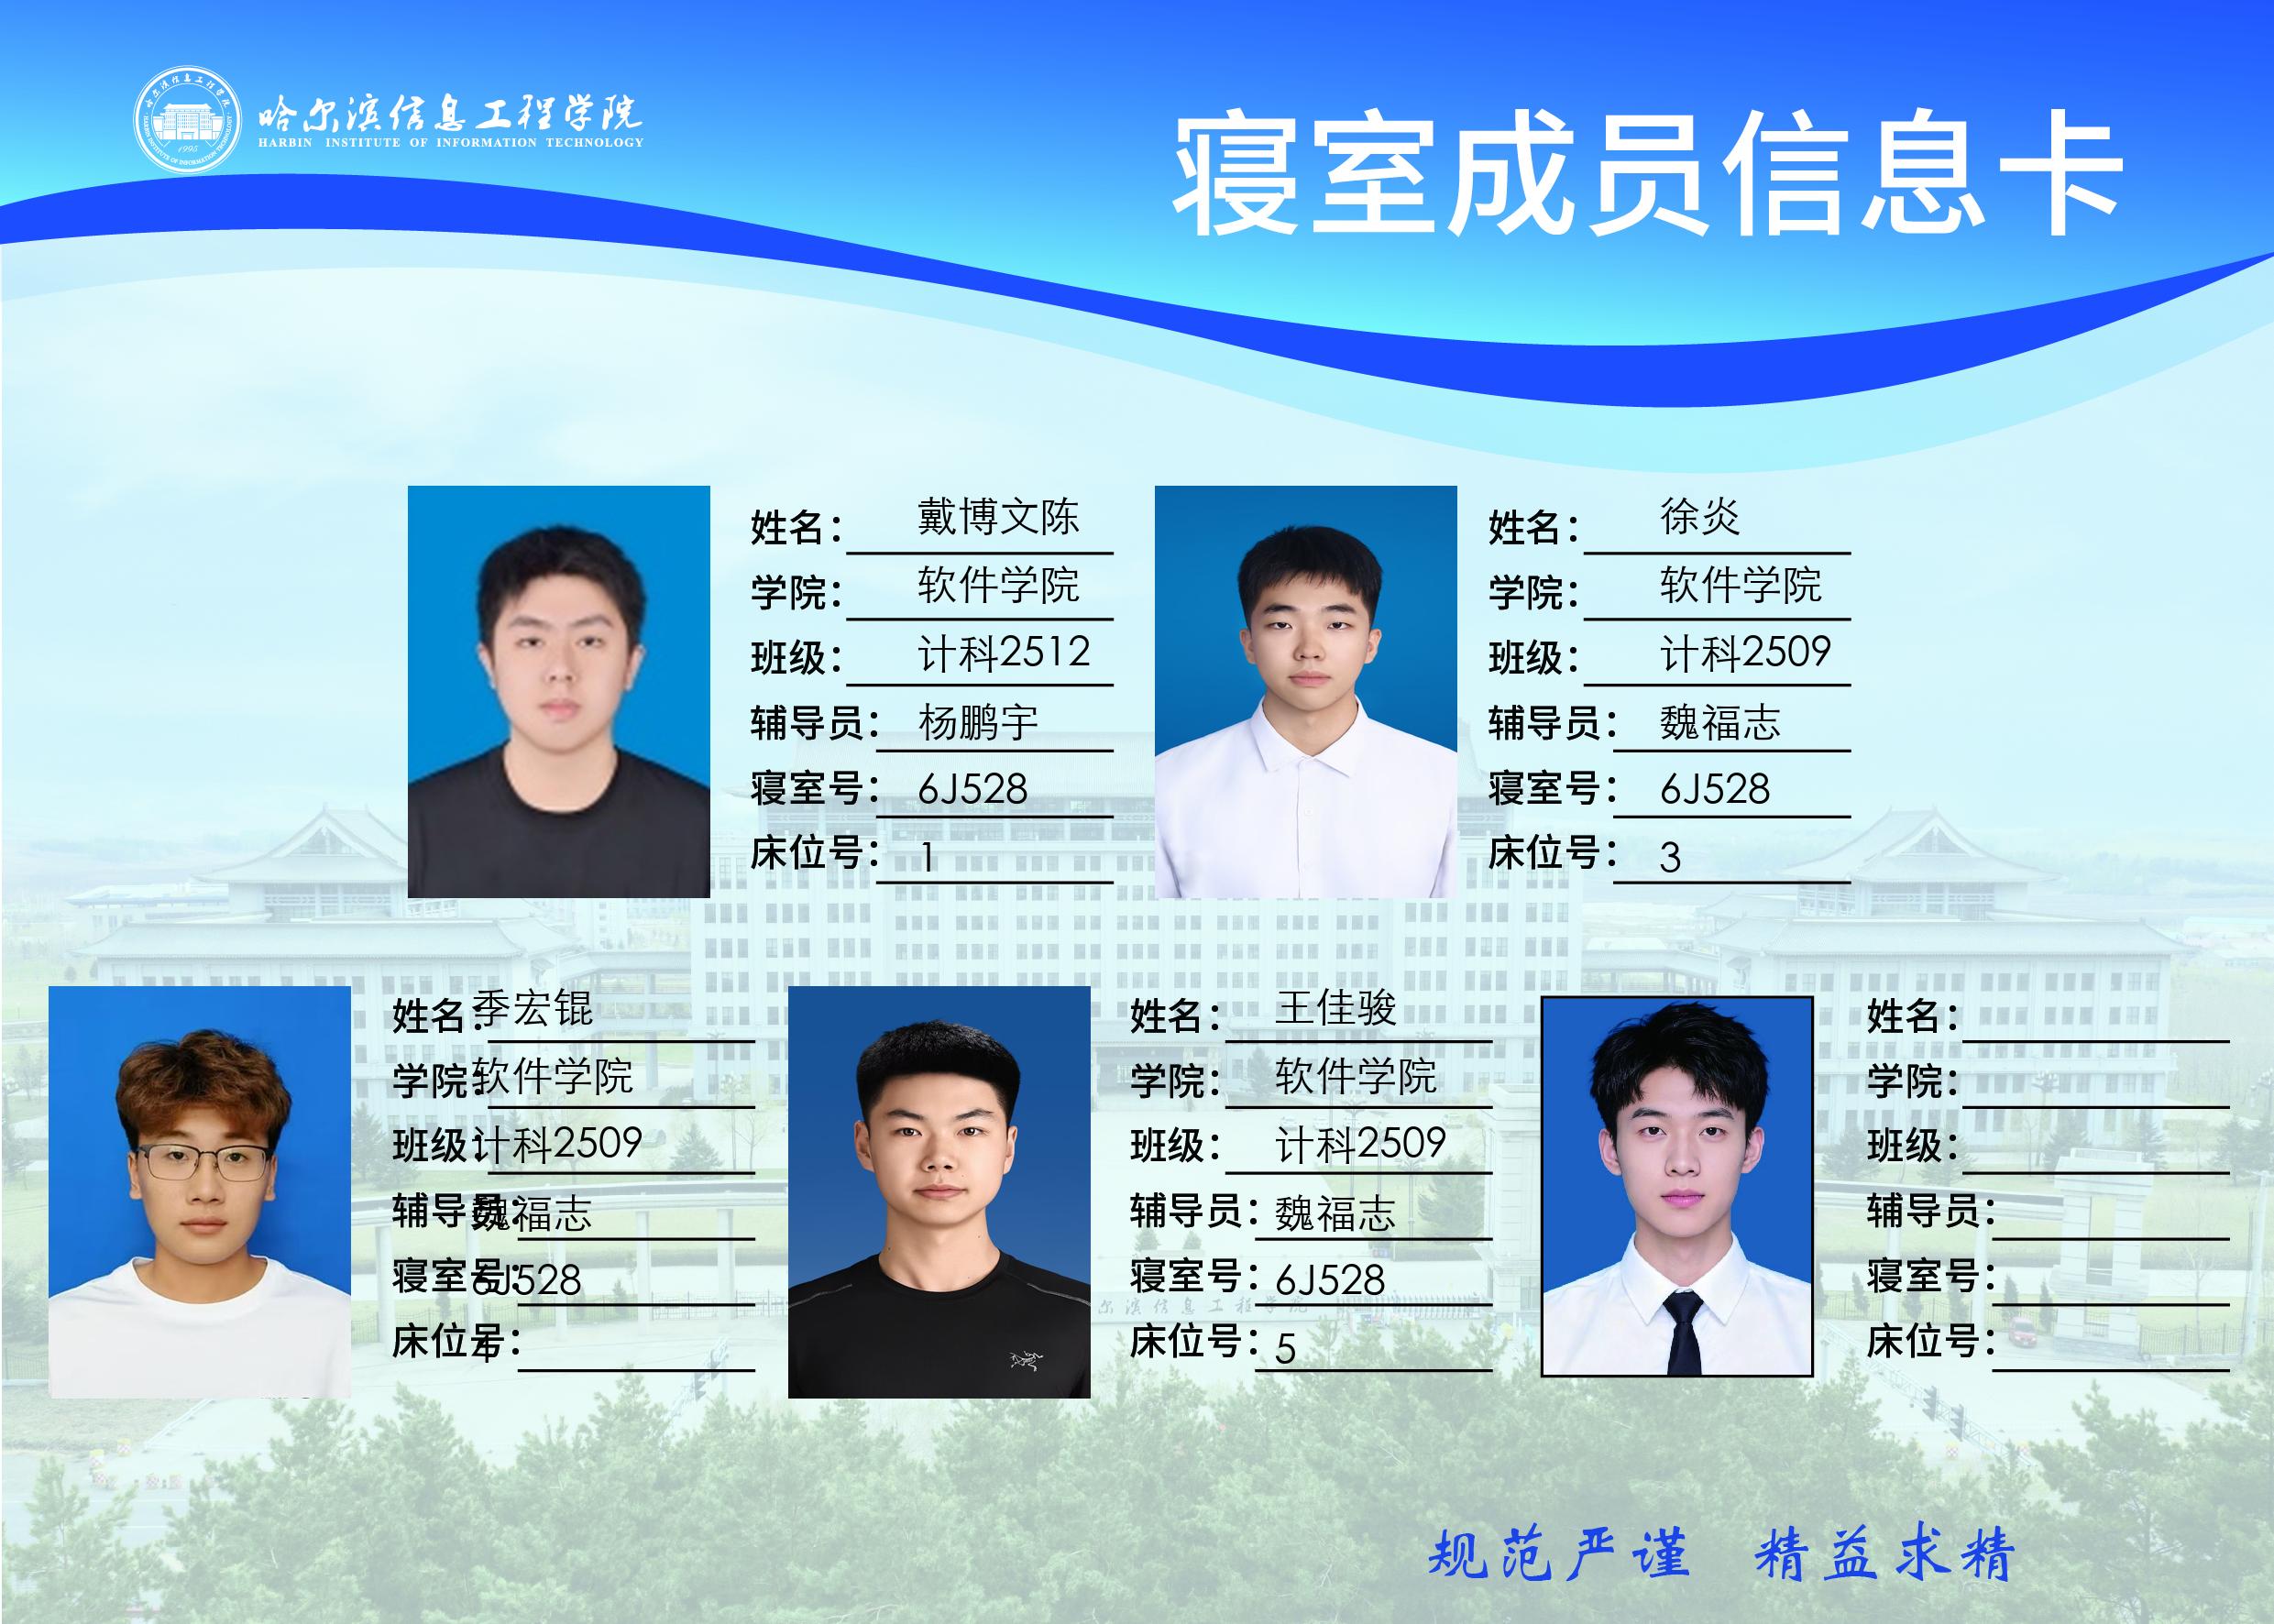 哈尔滨信息工程学院
HARBIN INSTITUTE OF INFORMATION TECHNOLOGY
1995
寝室成员信息卡
姓名：戴博文陈
学院：软件学院
班级：计科2512
辅导员：杨鹏宇
寝室号：6J528
床位号：1
姓名：徐炎
学院：软件学院
班级：计科2509
辅导员：魏福志
寝室号：6J528
床位号：3
姓名：季宏锟
学院：软件学院
班级：计科2509
辅导员：魏福志
寝室号：6J528
床位号：4
姓名：王佳骏
学院：软件学院
班级：计科2509
辅导员：魏福志
寝室号：6J528
床位号：5
姓名：
学院：
班级：
辅导员：
寝室号：
床位号：
规范严谨 精益求精